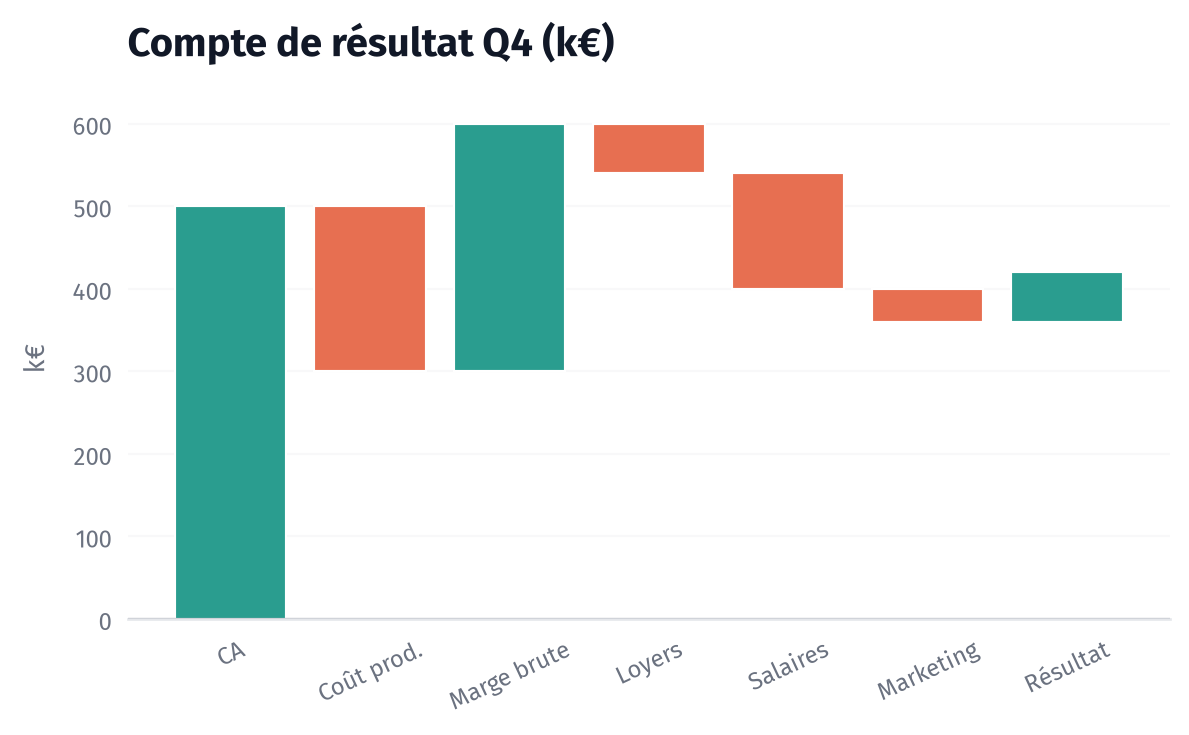 Compte de résultat Q4 (k€)
k€
600
500
400
300
200
100
0
CA
Coût prod.
Marge brute
Loyers
Salaires
Marketing
Résultat